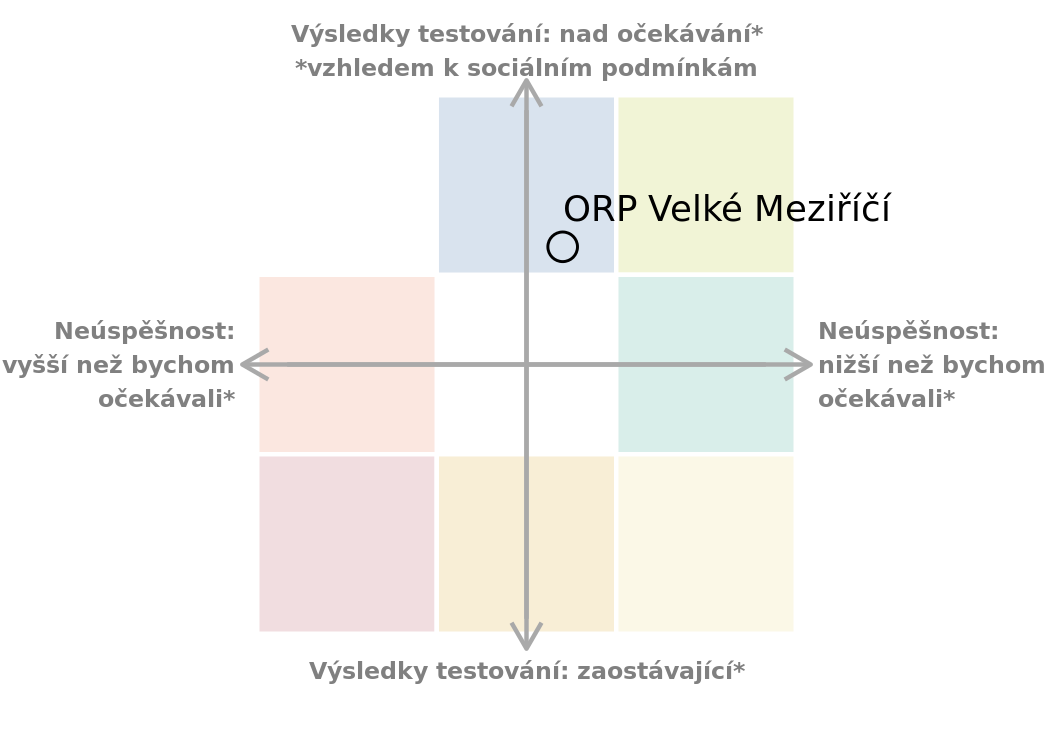 Výsledky testování: nad očekávání*
*vzhledem k sociálním podmínkám
ORP Velké Meziříčí
Neúspěšnost:
vyšší než bychom
očekávali*
Neúspěšnost:
nižší než bychom
očekávali*
Výsledky testování: zaostávající*